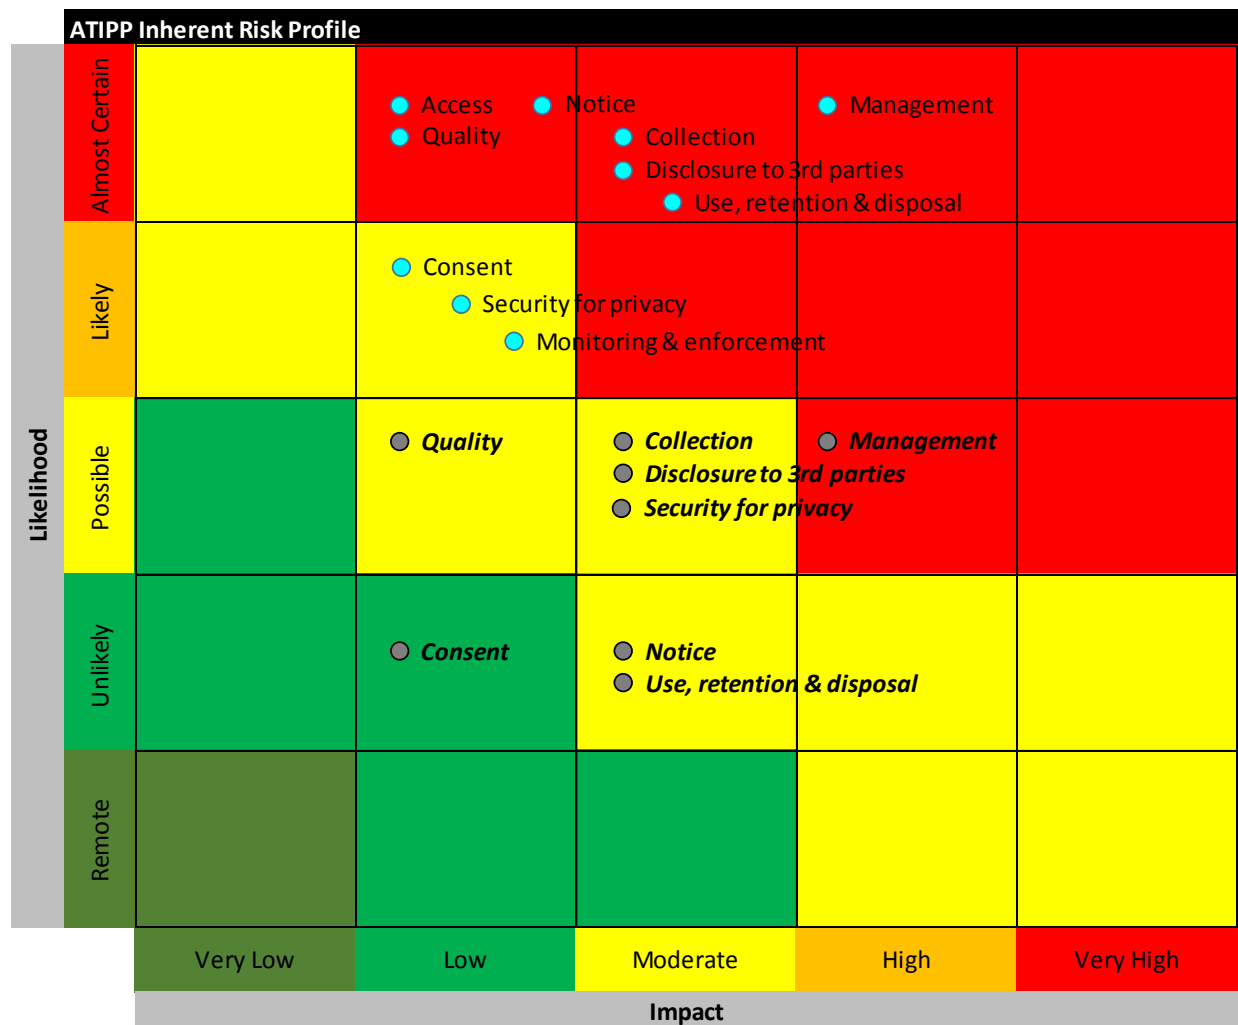 ATIPP Inherent Risk Profile
Likelihood
Almost Certain
Access
Notice
Management
Quality
Collection
Disclosure to 3rd parties
Use, retention & disposal
Likely
Consent
Security for privacy
Monitoring & enforcement
Possible
Quality
Collection
Management
Disclosure to 3rd parties
Security for privacy
Unlikely
Consent
Notice
Use, retention & disposal
Remote
Very Low
Low
Moderate
High
Very High
Impact